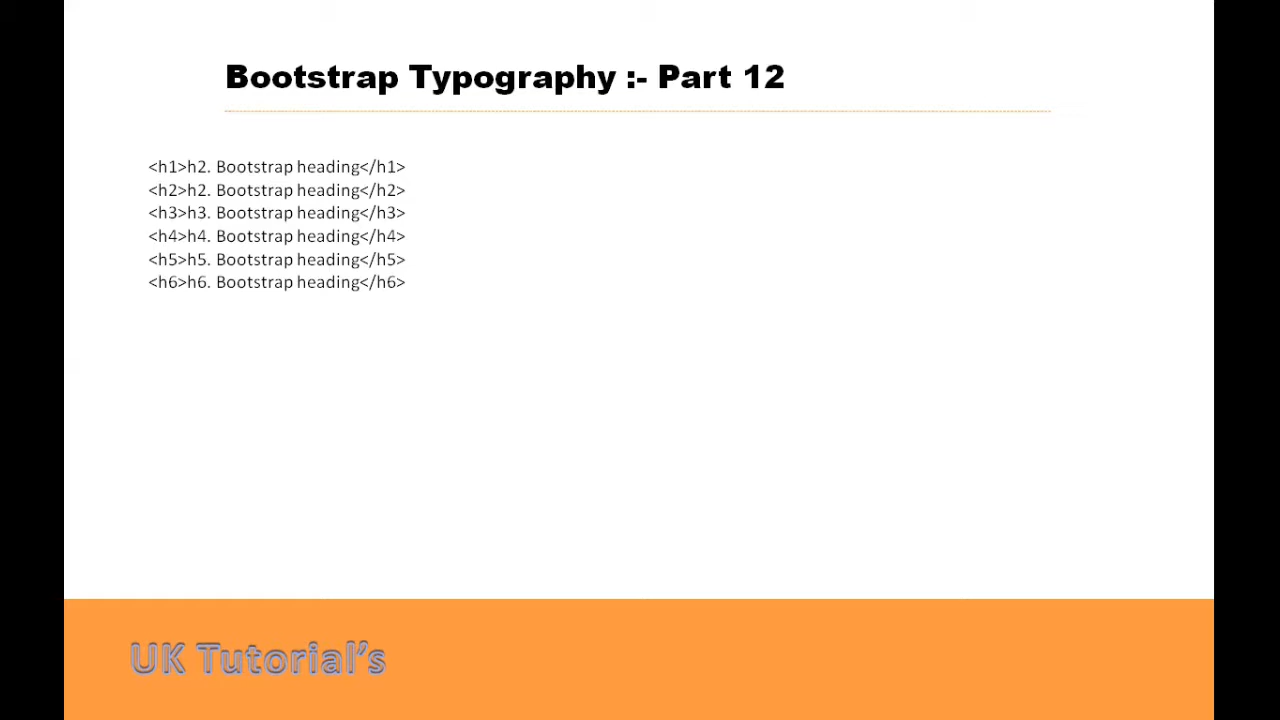 Bootstrap Typography :- Part 12
<h1>h2. Bootstrap heading</h1>
<h2>h2. Bootstrap heading</h2>
<h3>h3. Bootstrap heading</h3>
<h4>h4. Bootstrap heading</h4>
<h5>h5. Bootstrap heading</h5>
<h6>h6. Bootstrap heading</h6>
UK Tutorial’s